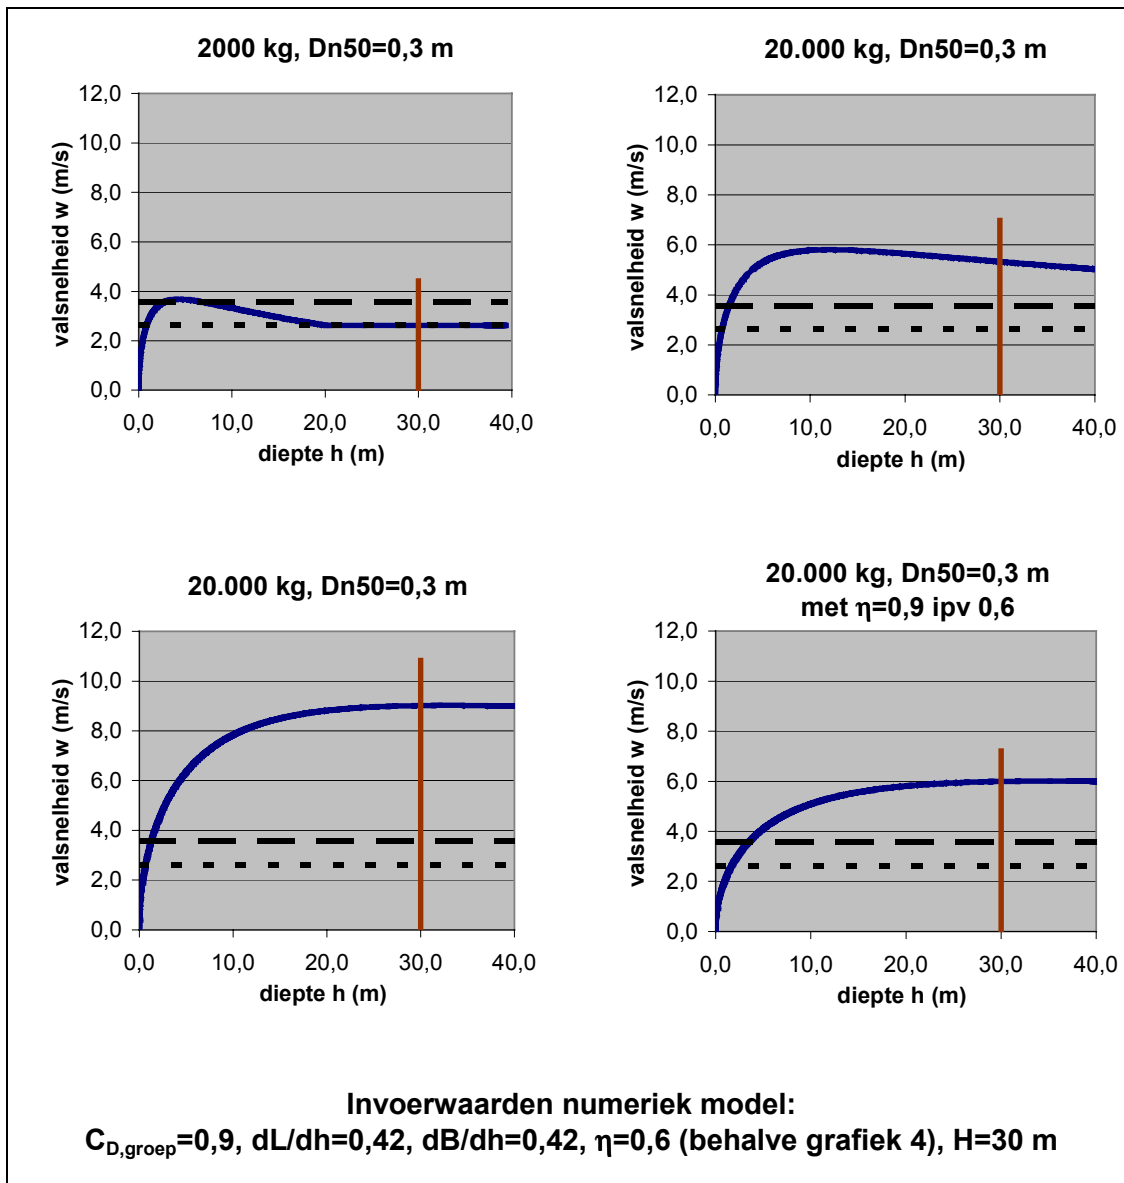 2000 kg, Dn50=0,3 m
valsnelheid w (m/s)
12,0
10,0
8,0
6,0
4,0
2,0
0,0
0,0 10,0 20,0 30,0 40,0
diepte h (m)
20.000 kg, Dn50=0,3 m
valsnelheid w (m/s)
12,0
10,0
8,0
6,0
4,0
2,0
0,0
0,0 10,0 20,0 30,0 40,0
diepte h (m)
20.000 kg, Dn50=0,3 m
valsnelheid w (m/s)
12,0
10,0
8,0
6,0
4,0
2,0
0,0
0,0 10,0 20,0 30,0 40,0
diepte h (m)
20.000 kg, Dn50=0,3 m
met η=0,9 ipv 0,6
valsnelheid w (m/s)
12,0
10,0
8,0
6,0
4,0
2,0
0,0
0,0 10,0 20,0 30,0 40,0
diepte h (m)
Invoerwaarden numeriek model:
C_D,groep=0,9, dL/dh=0,42, dB/dh=0,42, η=0,6 (behalve grafiek 4), H=30 m